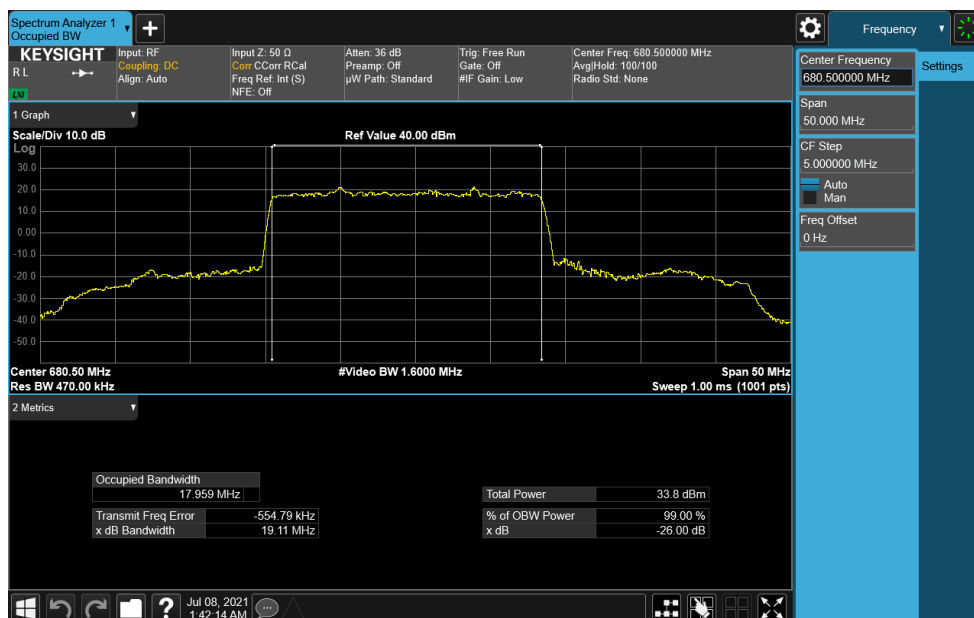 Spectrum Analyzer 1
Occupied BW
Frequency
KEYSIGHT
R L
LXI
Input: RF
Coupling: DC
Align: Auto
Input Z: 50 Ω
Corr CCorr RCal
Freq Ref: Int (S)
NFE: Off
Atten: 36 dB
Preamp: Off
µW Path: Standard
Trig: Free Run
Gate: Off
#IF Gain: Low
Center Freq: 680.500000 MHz
Avg|Hold: 100/100
Radio Std: None
Center Frequency
680.500000 MHz
Settings
Span
50.000 MHz
CF Step
5.000000 MHz
Auto
Man
Freq Offset
0 Hz
1 Graph
Scale/Div 10.0 dB
Ref Value 40.00 dBm
Log
30.0
20.0
10.0
0.00
-10.0
-20.0
-30.0
-40.0
-50.0
Center 680.50 MHz
#Video BW 1.6000 MHz
Span 50 MHz
Res BW 470.00 kHz
Sweep 1.00 ms (1001 pts)
2 Metrics
Occupied Bandwidth
17.959 MHz
Total Power 33.8 dBm
Transmit Freq Error -554.79 kHz
% of OBW Power 99.00 %
x dB Bandwidth 19.11 MHz
x dB -26.00 dB
Jul 08, 2021
1:42:14 AM